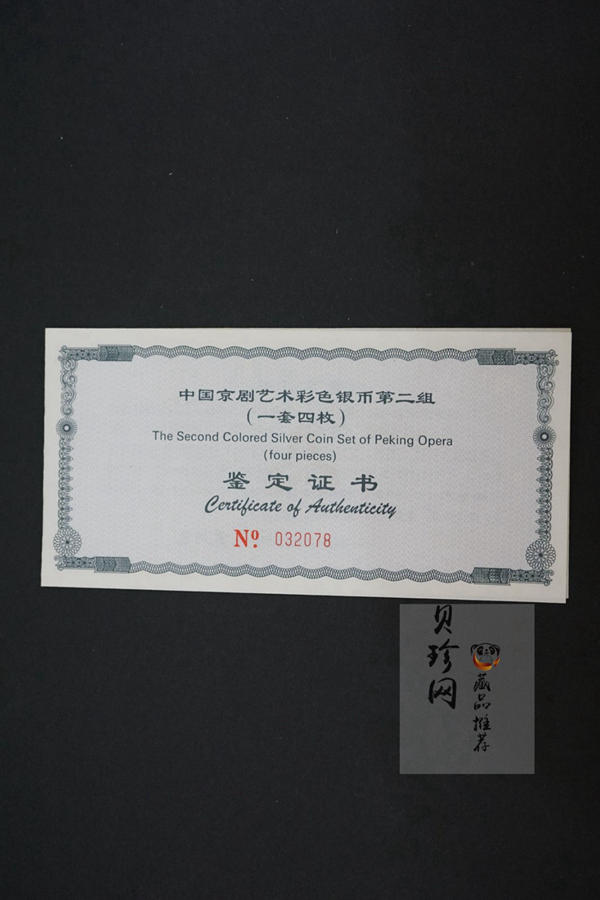 中国京剧艺术彩色银币第二组
(一套四枚)
The Second Colored Silver Coin Set of Peking Opera
(four pieces)
鉴定证书
Certificate of Authenticity
Nº. 032078
贝珍网
藏品推荐